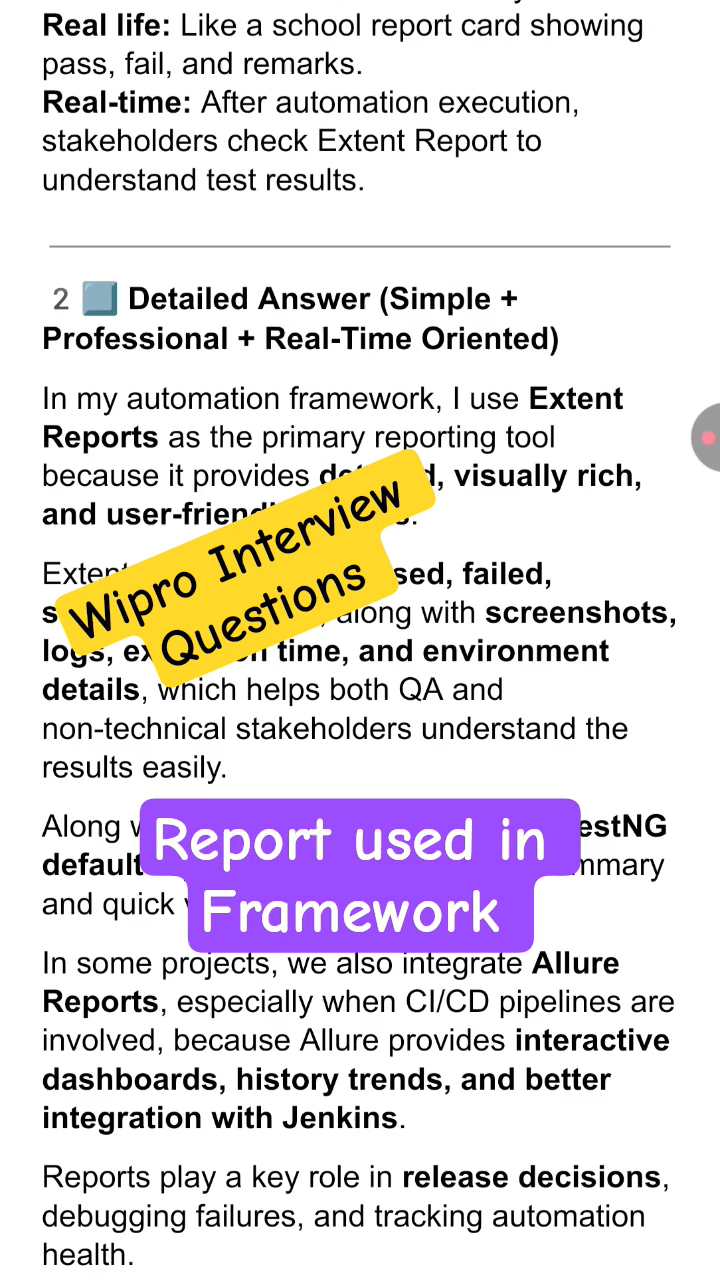 Real life: Like a school report card showing
pass, fail, and remarks.
Real-time: After automation execution,
stakeholders check Extent Report to
understand test results.
2 Detailed Answer (Simple +
Professional + Real-Time Oriented)
In my automation framework, I use Extent
Reports as the primary reporting tool
because it provides , visually rich,
and
Wipro Interview
Questions
failed,
along with screenshots,
time, and environment
details, which helps both QA and
non-technical stakeholders understand the
results easily.
Along
default
and quick
Report used in
Framework
In some projects, we also integrate Allure
Reports, especially when CI/CD pipelines are
involved, because Allure provides interactive
dashboards, history trends, and better
integration with Jenkins.
Reports play a key role in release decisions,
debugging failures, and tracking automation
health.